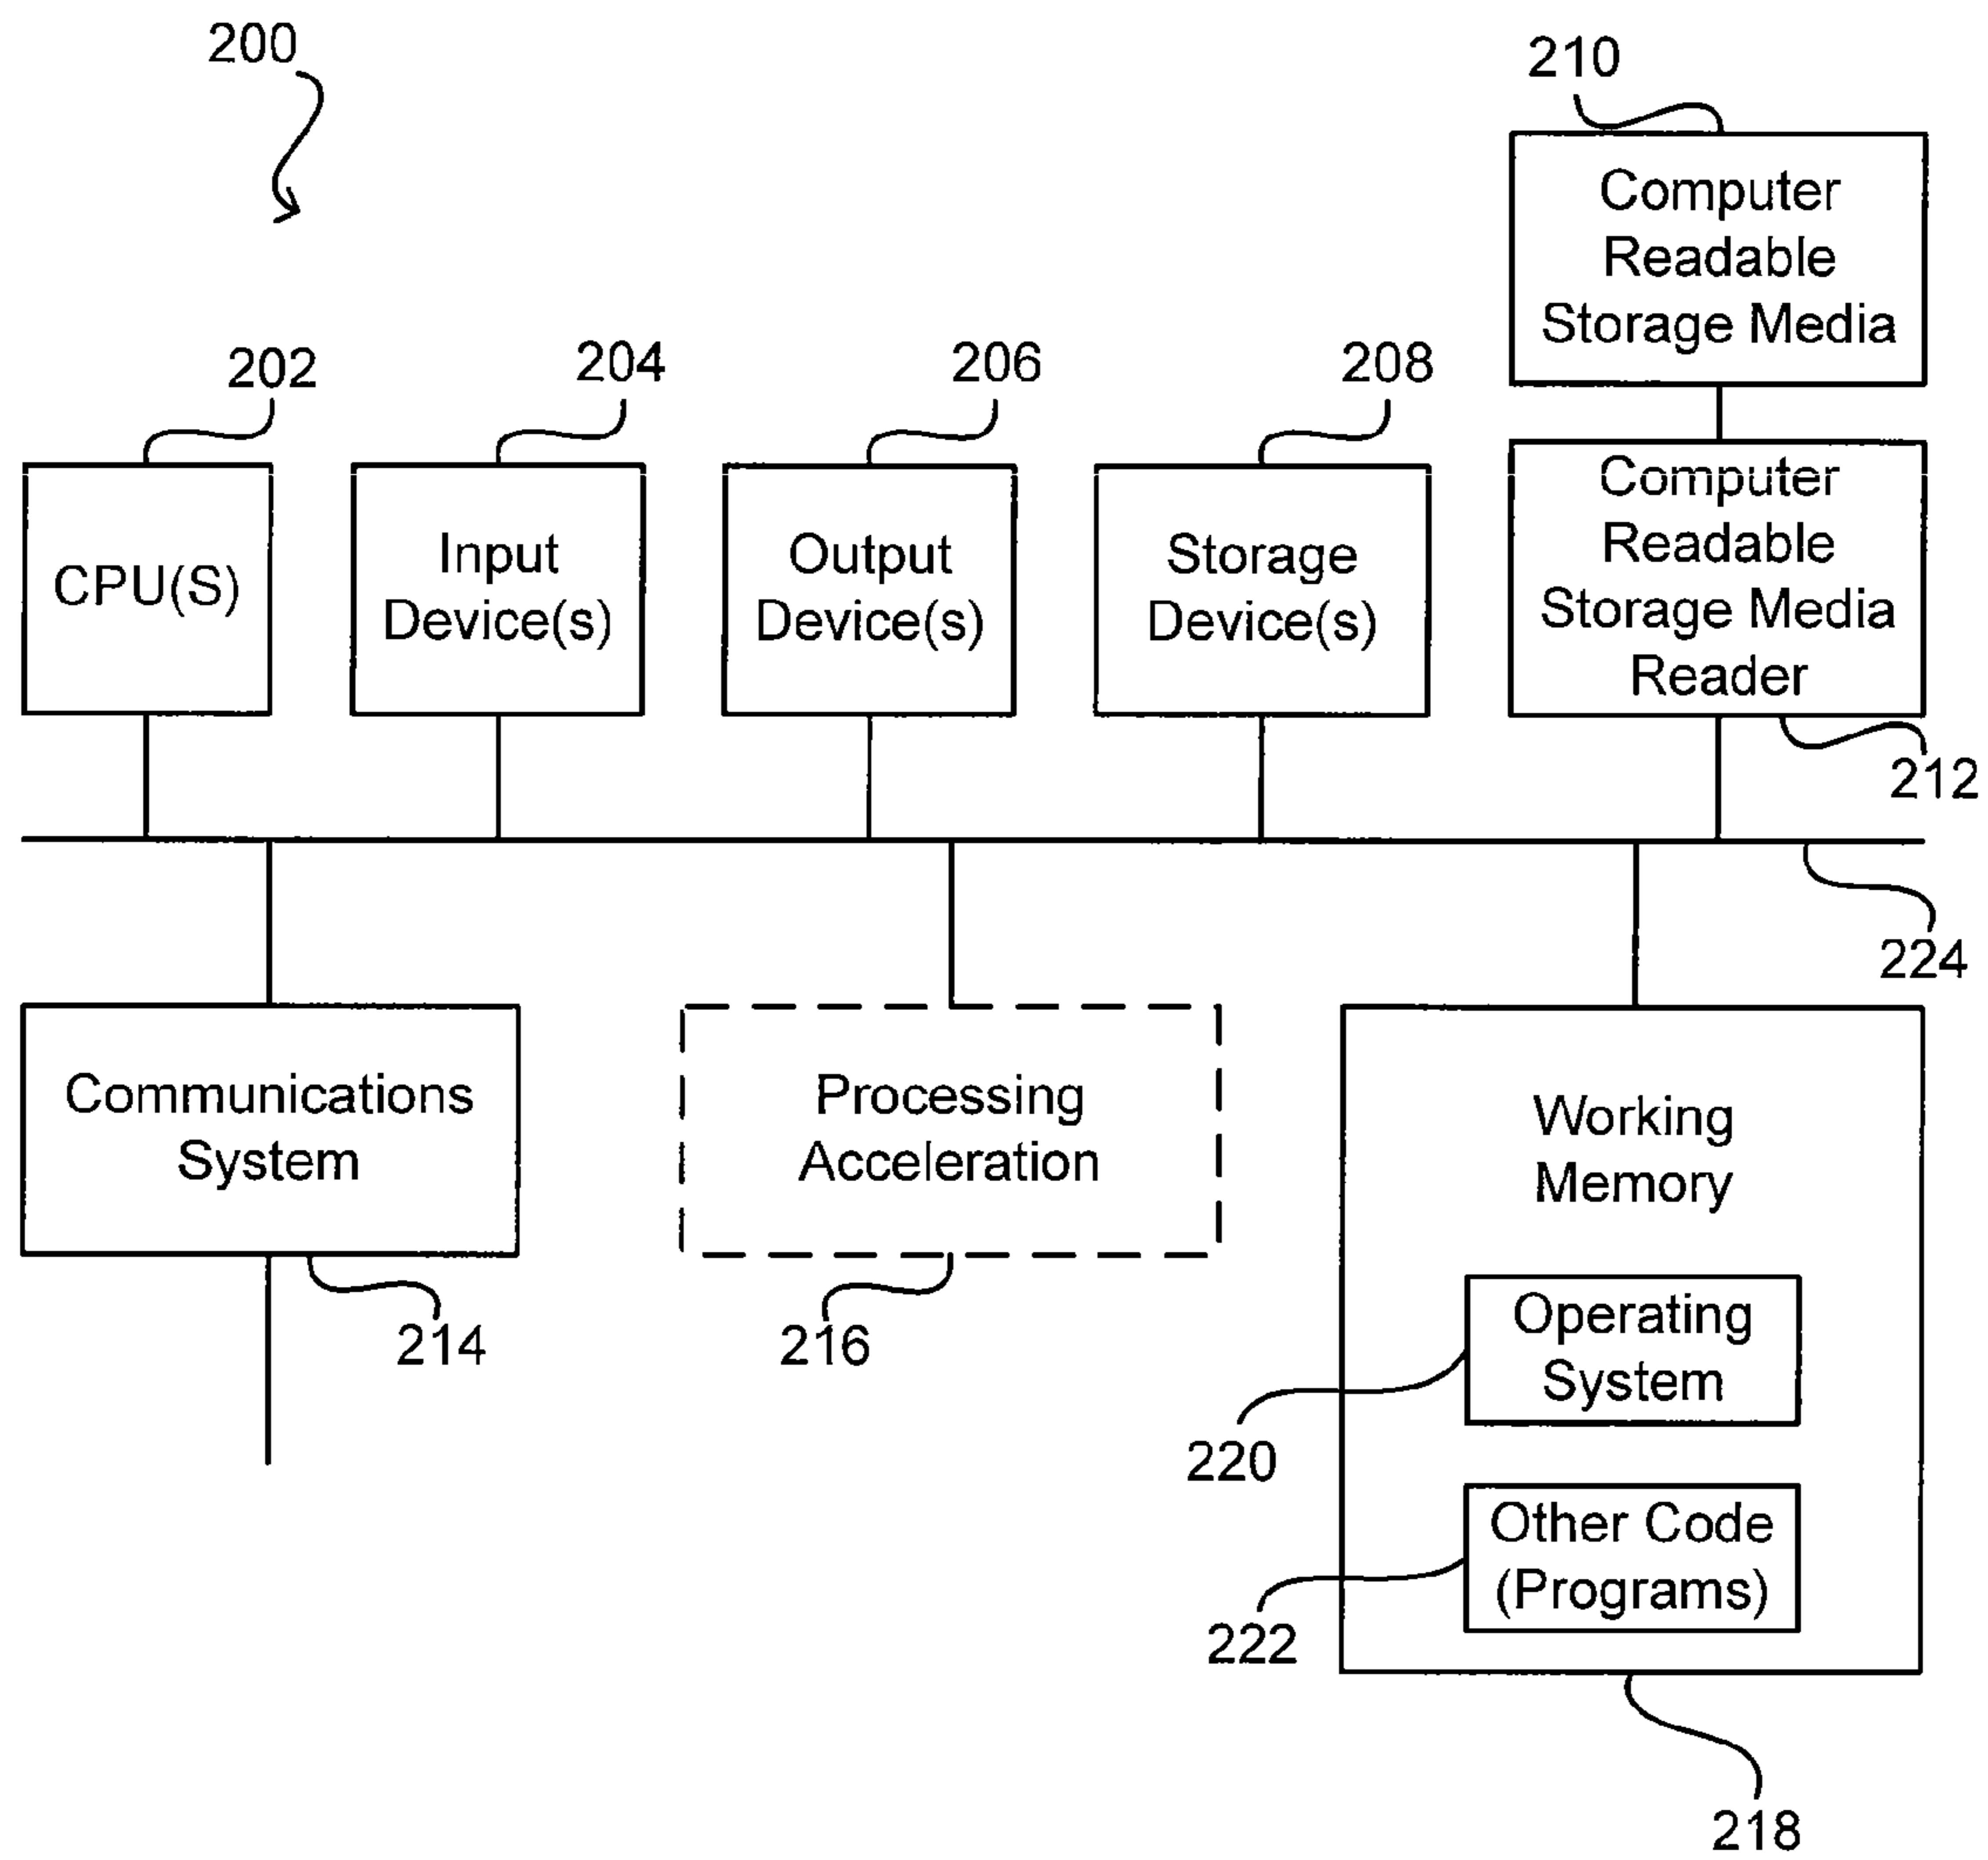 200
210
Computer
Readable
Storage Media
202
204
206
208
CPU(S)
Input
Device(s)
Output
Device(s)
Storage
Device(s)
Computer
Readable
Storage Media
Reader
212
224
Communications
System
214
Processing
Acceleration
216
Working
Memory
Operating
System
220
Other Code
(Programs)
222
218